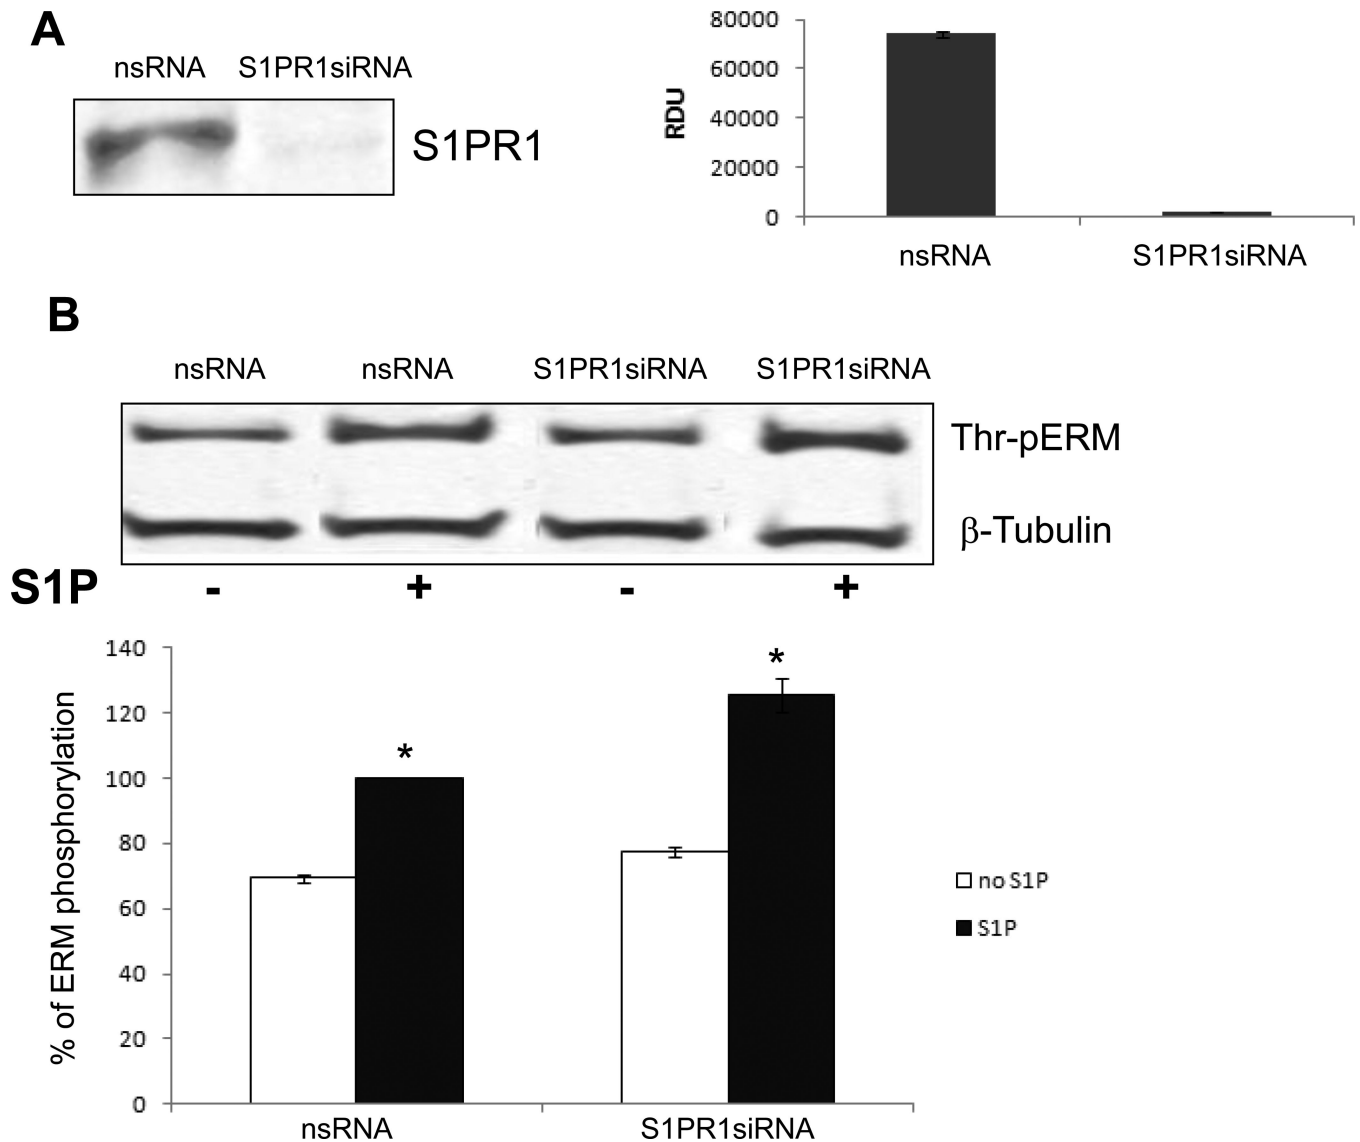 A
nsRNA S1PR1siRNA
S1PR1
RDU
80000
60000
40000
20000
0
nsRNA S1PR1siRNA
B
nsRNA nsRNA S1PR1siRNA S1PR1siRNA
Thr-pERM
β-Tubulin
S1P - + - +
% of ERM phosphorylation
140
120
100
80
60
40
20
0
* *
nsRNA S1PR1siRNA
no S1P
S1P